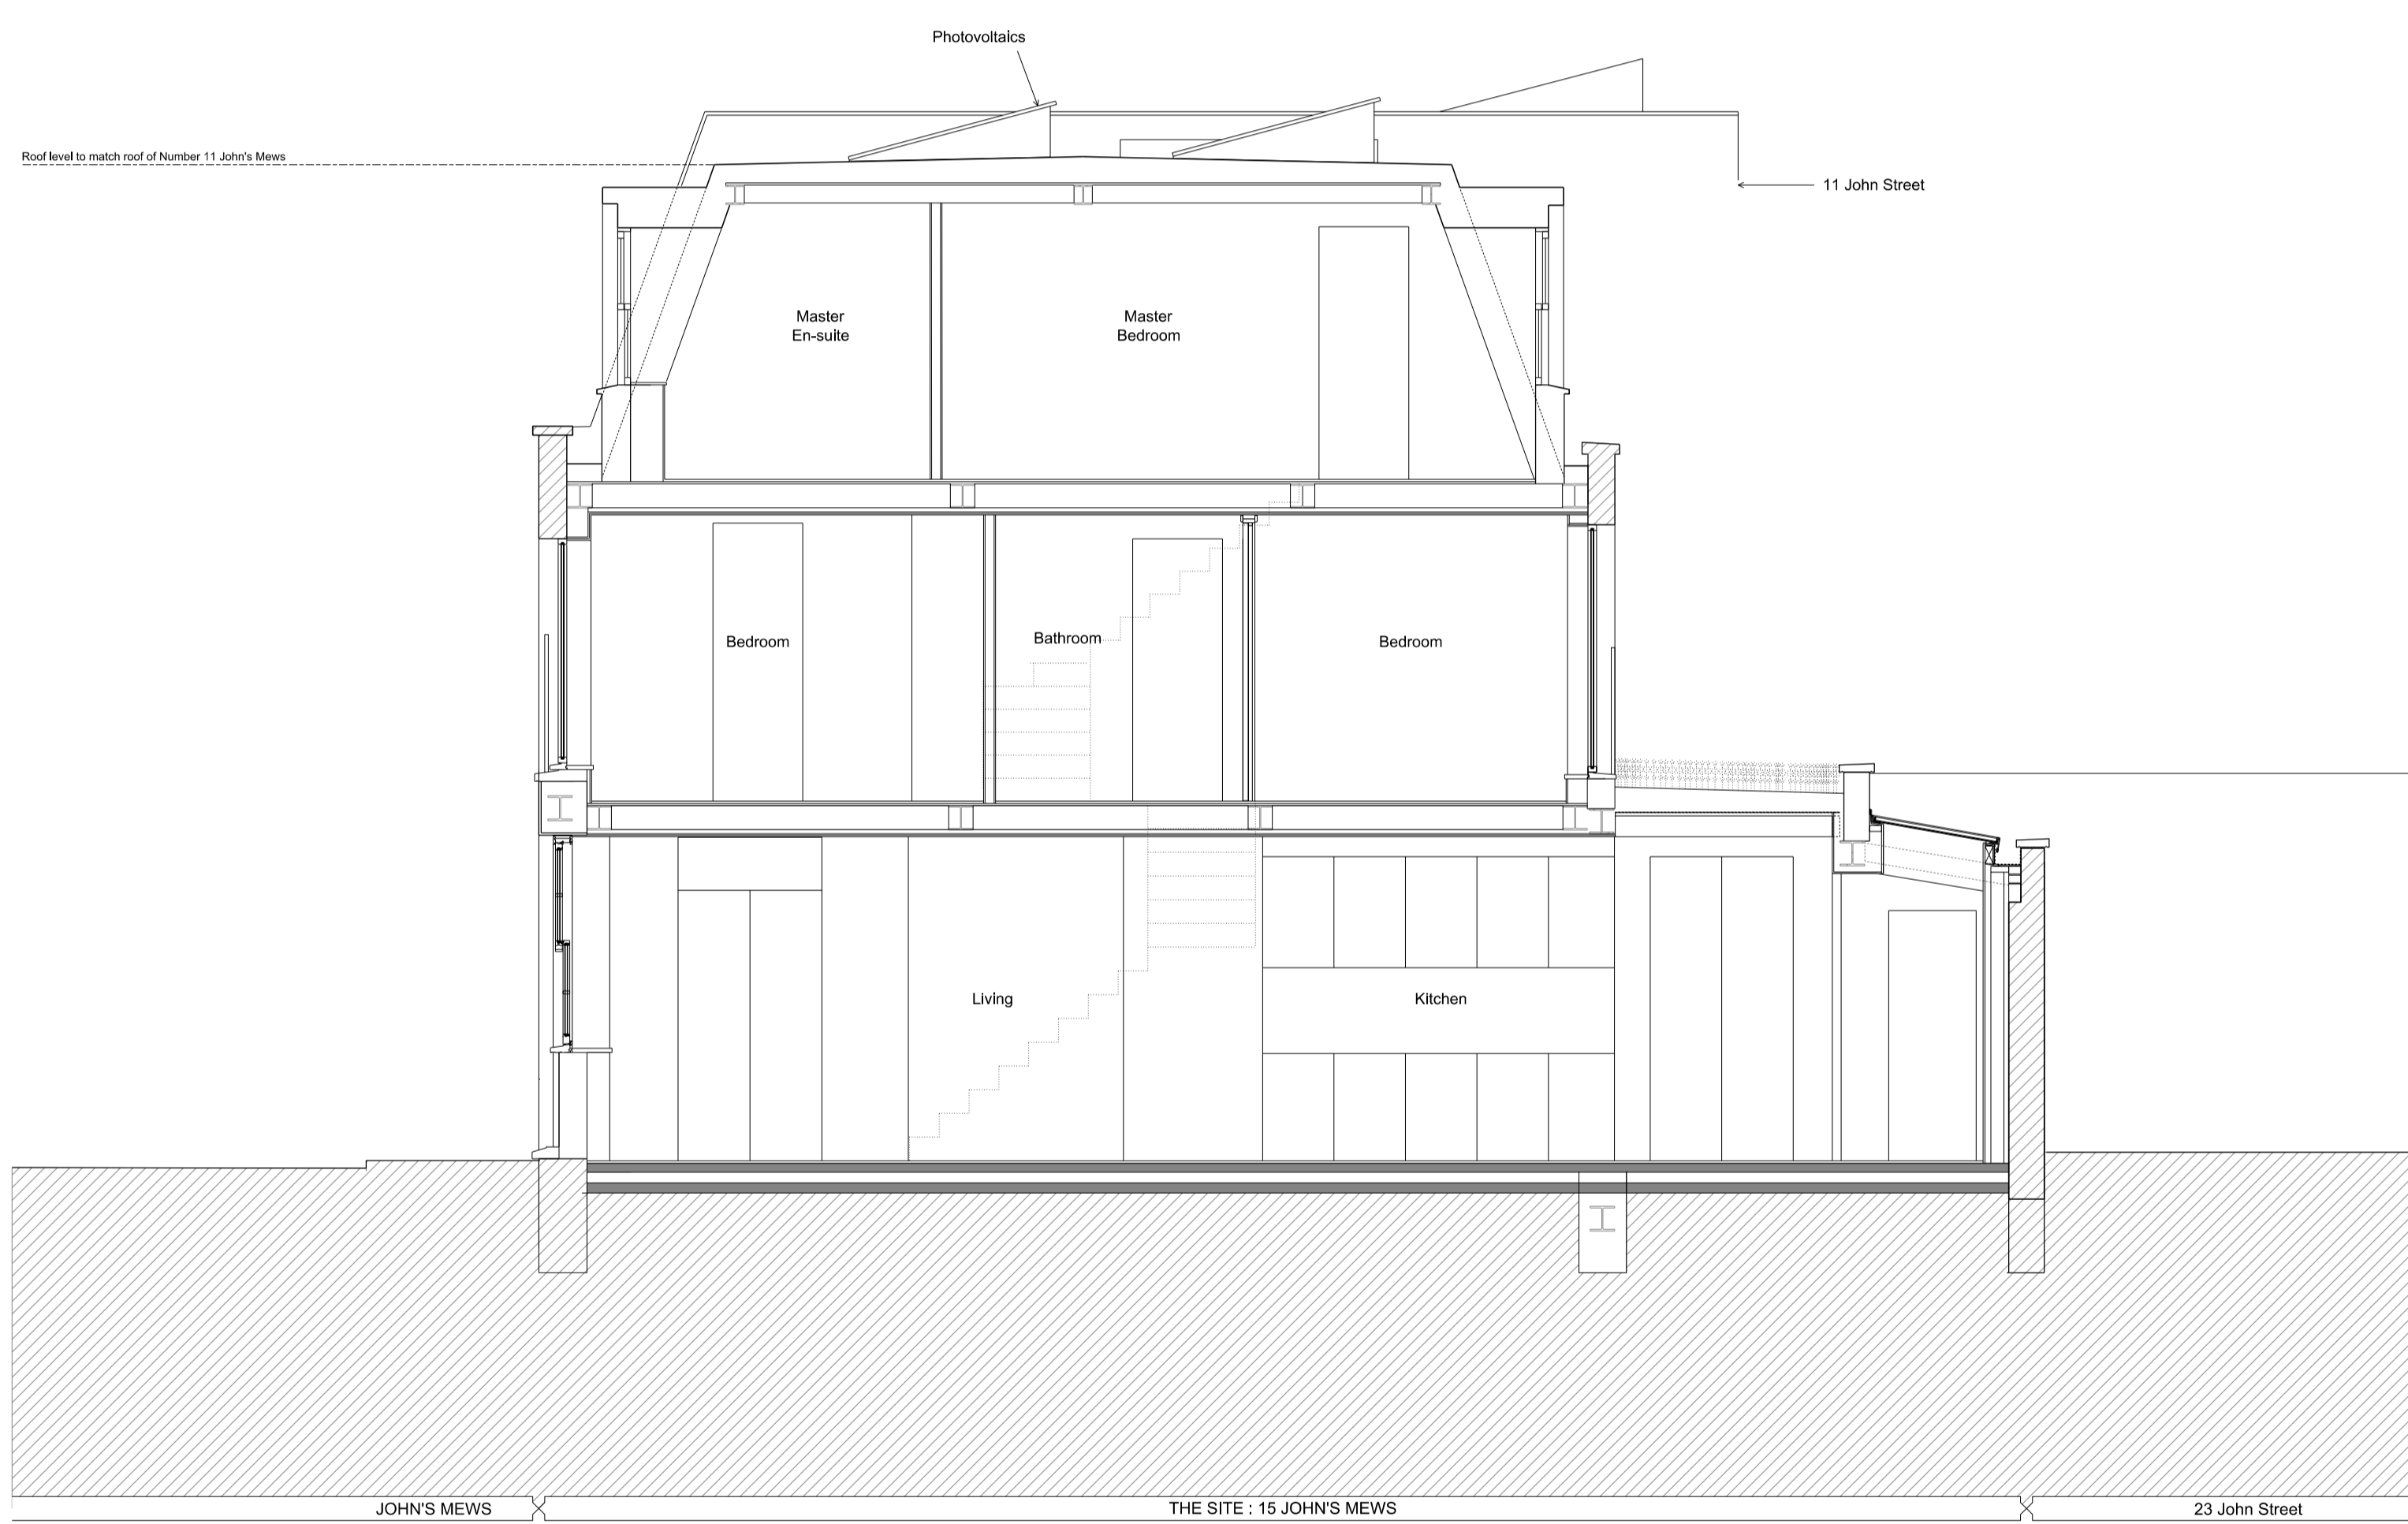 Photovoltaics
Roof level to match roof of Number 11 John's Mews
11 John Street
Master
En-suite
Master
Bedroom
Bedroom
Bathroom
Bedroom
Living
Kitchen
JOHN'S MEWS
THE SITE : 15 JOHN'S MEWS
23 John Street